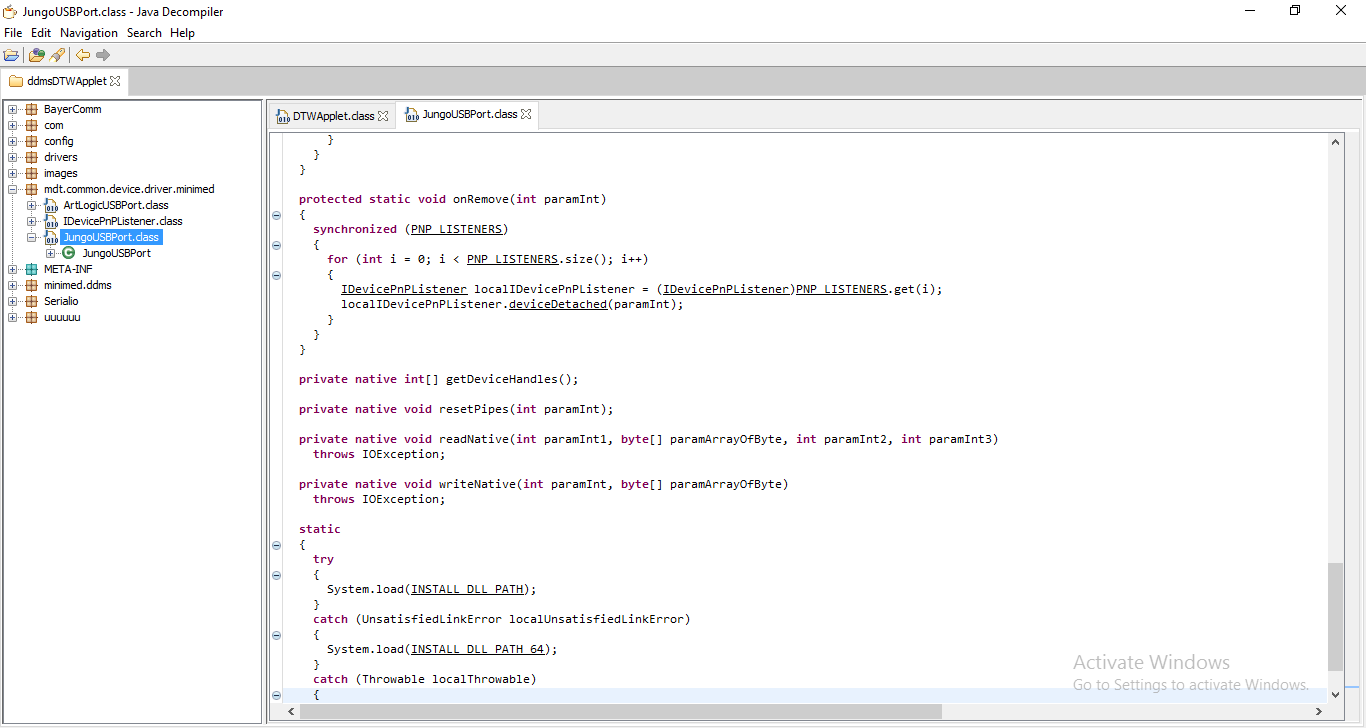 JungoUSBPort.class - Java Decompiler
File Edit Navigation Search Help
ddmsDTWApplet
BayerComm
com
config
drivers
images
mdt.common.device.driver.minimed
ArtLogicUSBPort.class
IDevicePnPListener.class
JungoUSBPort.class
JungoUSBPort
META-INF
minimed.ddms
Serialio
uuuuuu
DTWApplet.class JungoUSBPort.class
}
}
}
protected static void onRemove(int paramInt)
{
synchronized (PNP_LISTENERS)
{
for (int i = 0; i < PNP_LISTENERS.size(); i++)
{
IDevicePnPListener localIDevicePnPListener = (IDevicePnPListener)PNP_LISTENERS.get(i);
localIDevicePnPListener.deviceDetached(paramInt);
}
}
}
private native int[] getDeviceHandles();
private native void resetPipes(int paramInt);
private native void readNative(int paramInt1, byte[] paramArrayOfByte, int paramInt2, int paramInt3)
throws IOException;
private native void writeNative(int paramInt, byte[] paramArrayOfByte)
throws IOException;
static
{
try
{
System.load(INSTALL_DLL_PATH);
}
catch (UnsatisfiedLinkError localUnsatisfiedLinkError)
{
System.load(INSTALL_DLL_PATH_64);
}
catch (Throwable localThrowable)
{
Activate Windows
Go to Settings to activate Windows.